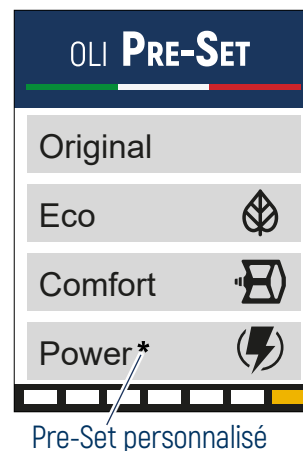 OLI PRE-SET
Original
Eco
Comfort
Power*
Pre-Set personnalisé